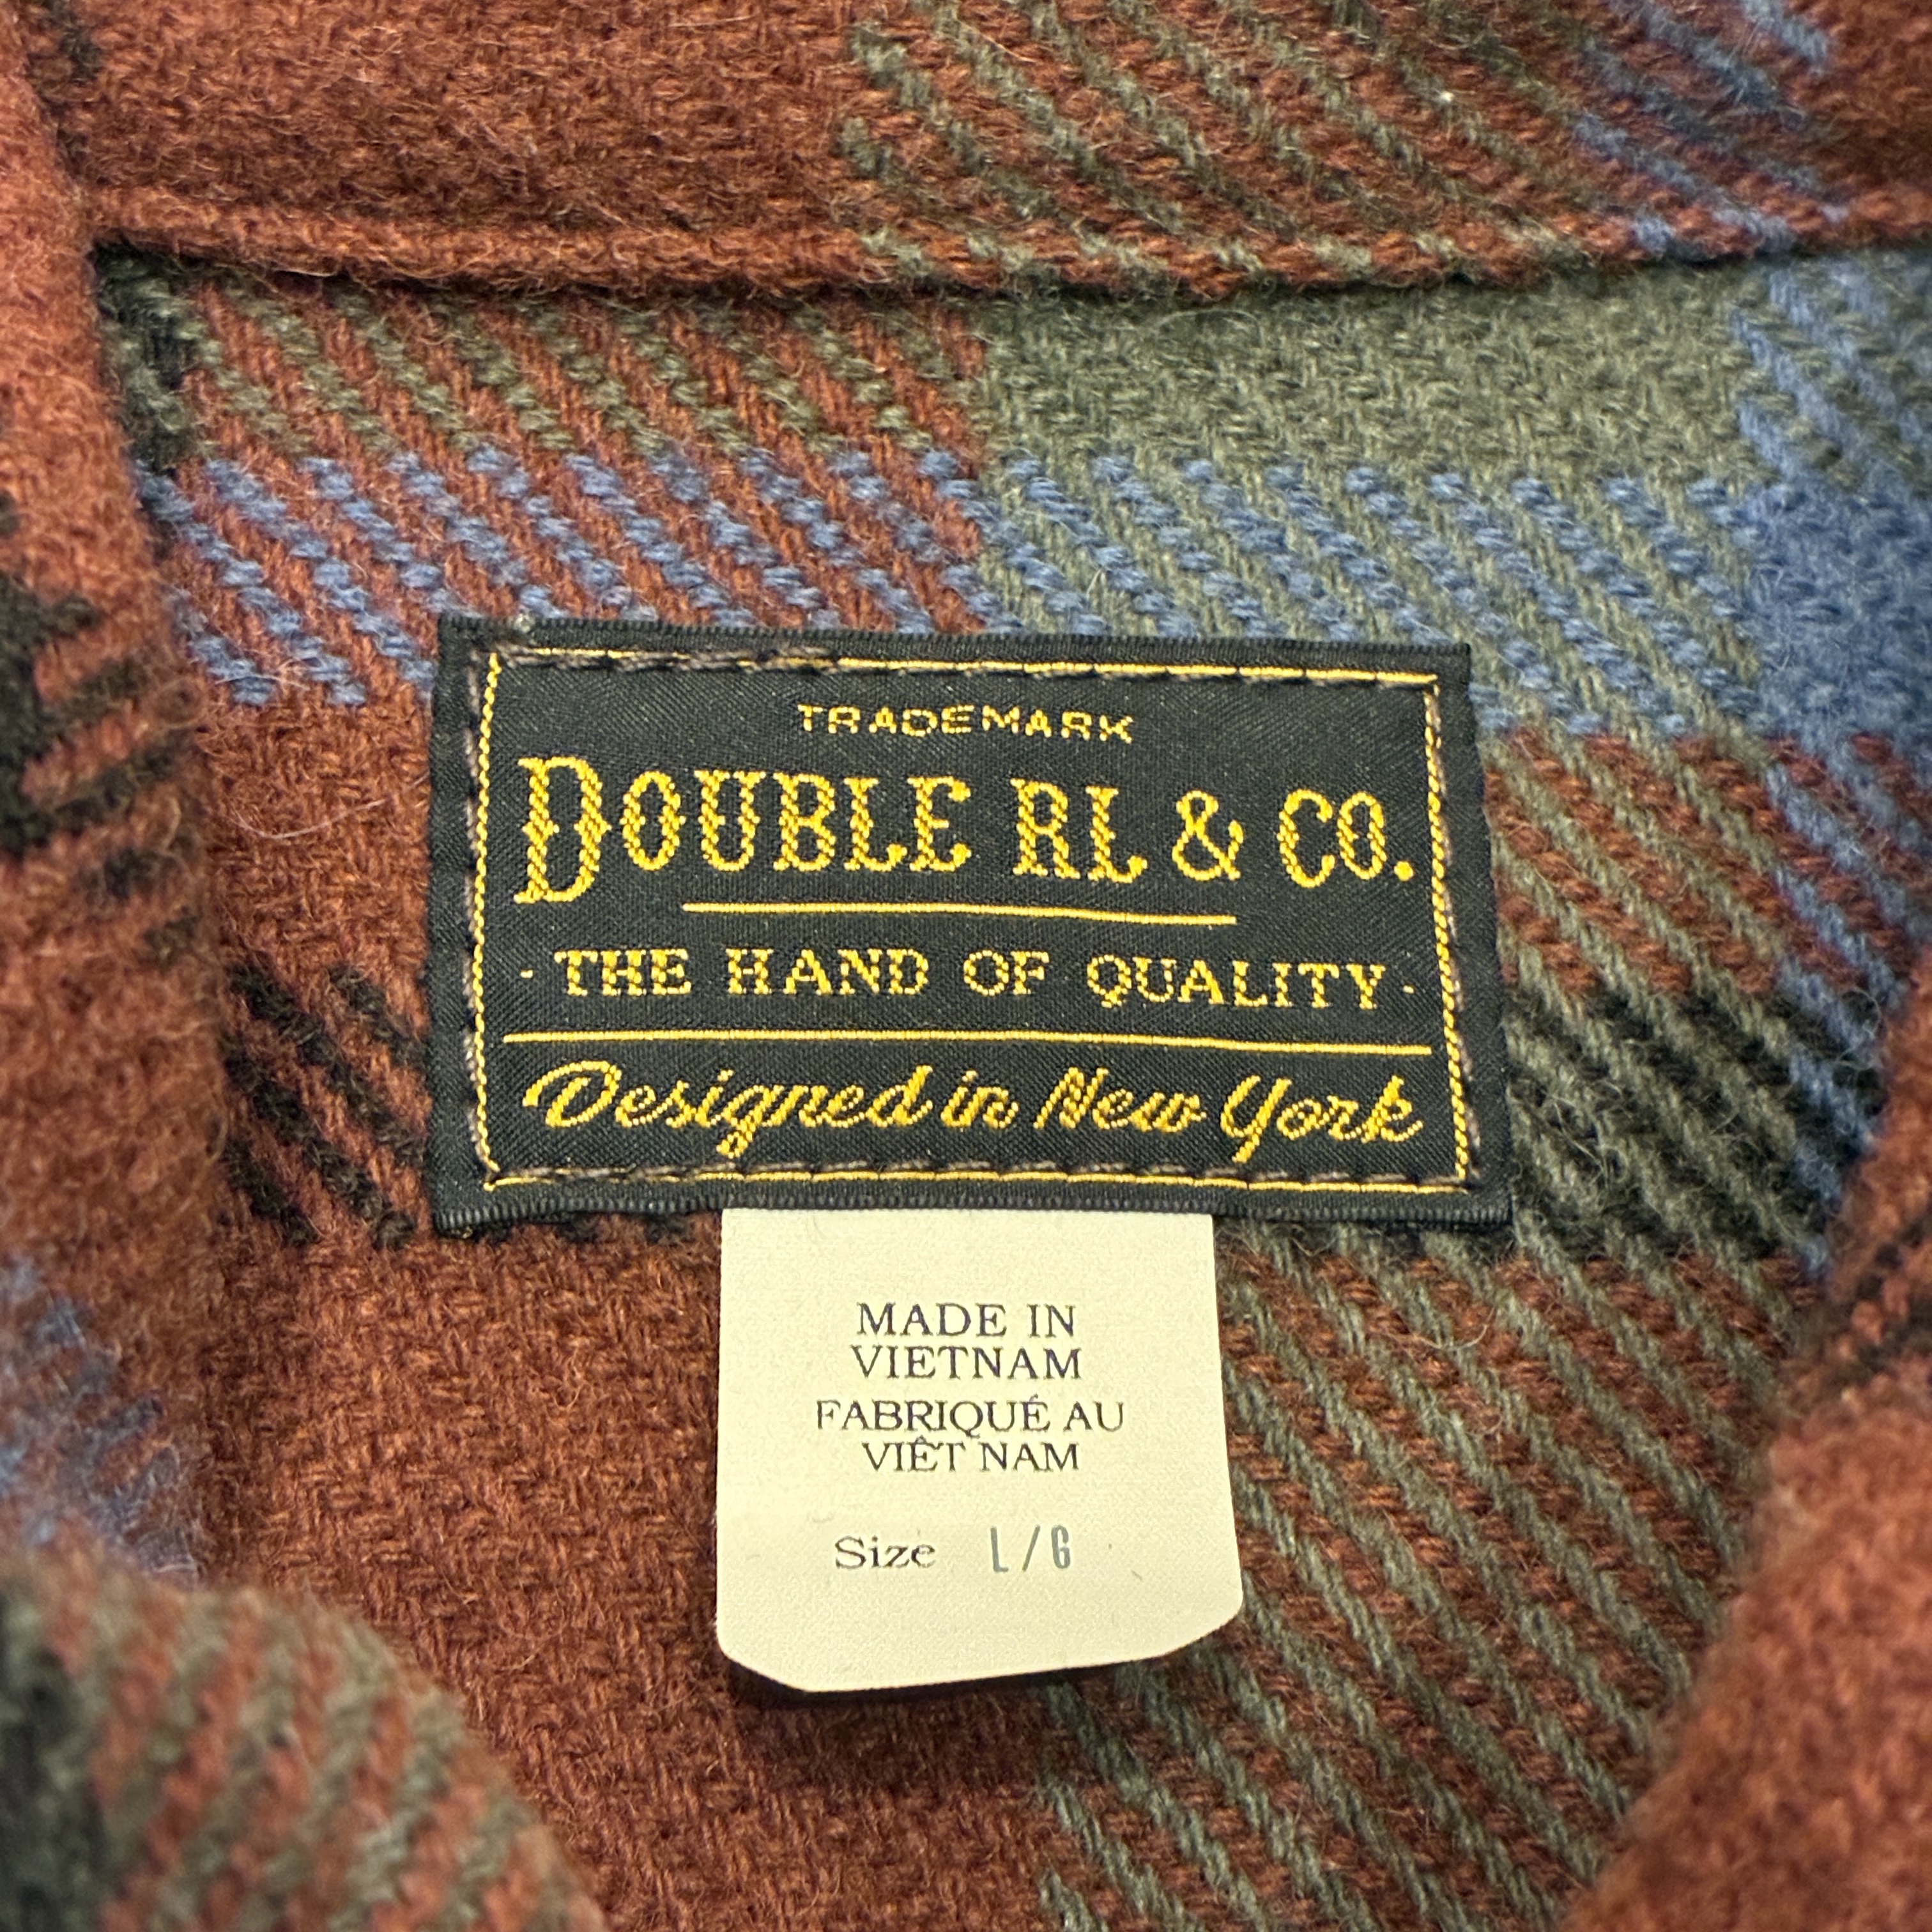 TRADEMARK
DOUBLE RL & CO.
· THE HAND OF QUALITY ·
Designed in New York
MADE IN
VIETNAM
FABRIQUÉ AU
VIÊT NAM
Size L/G